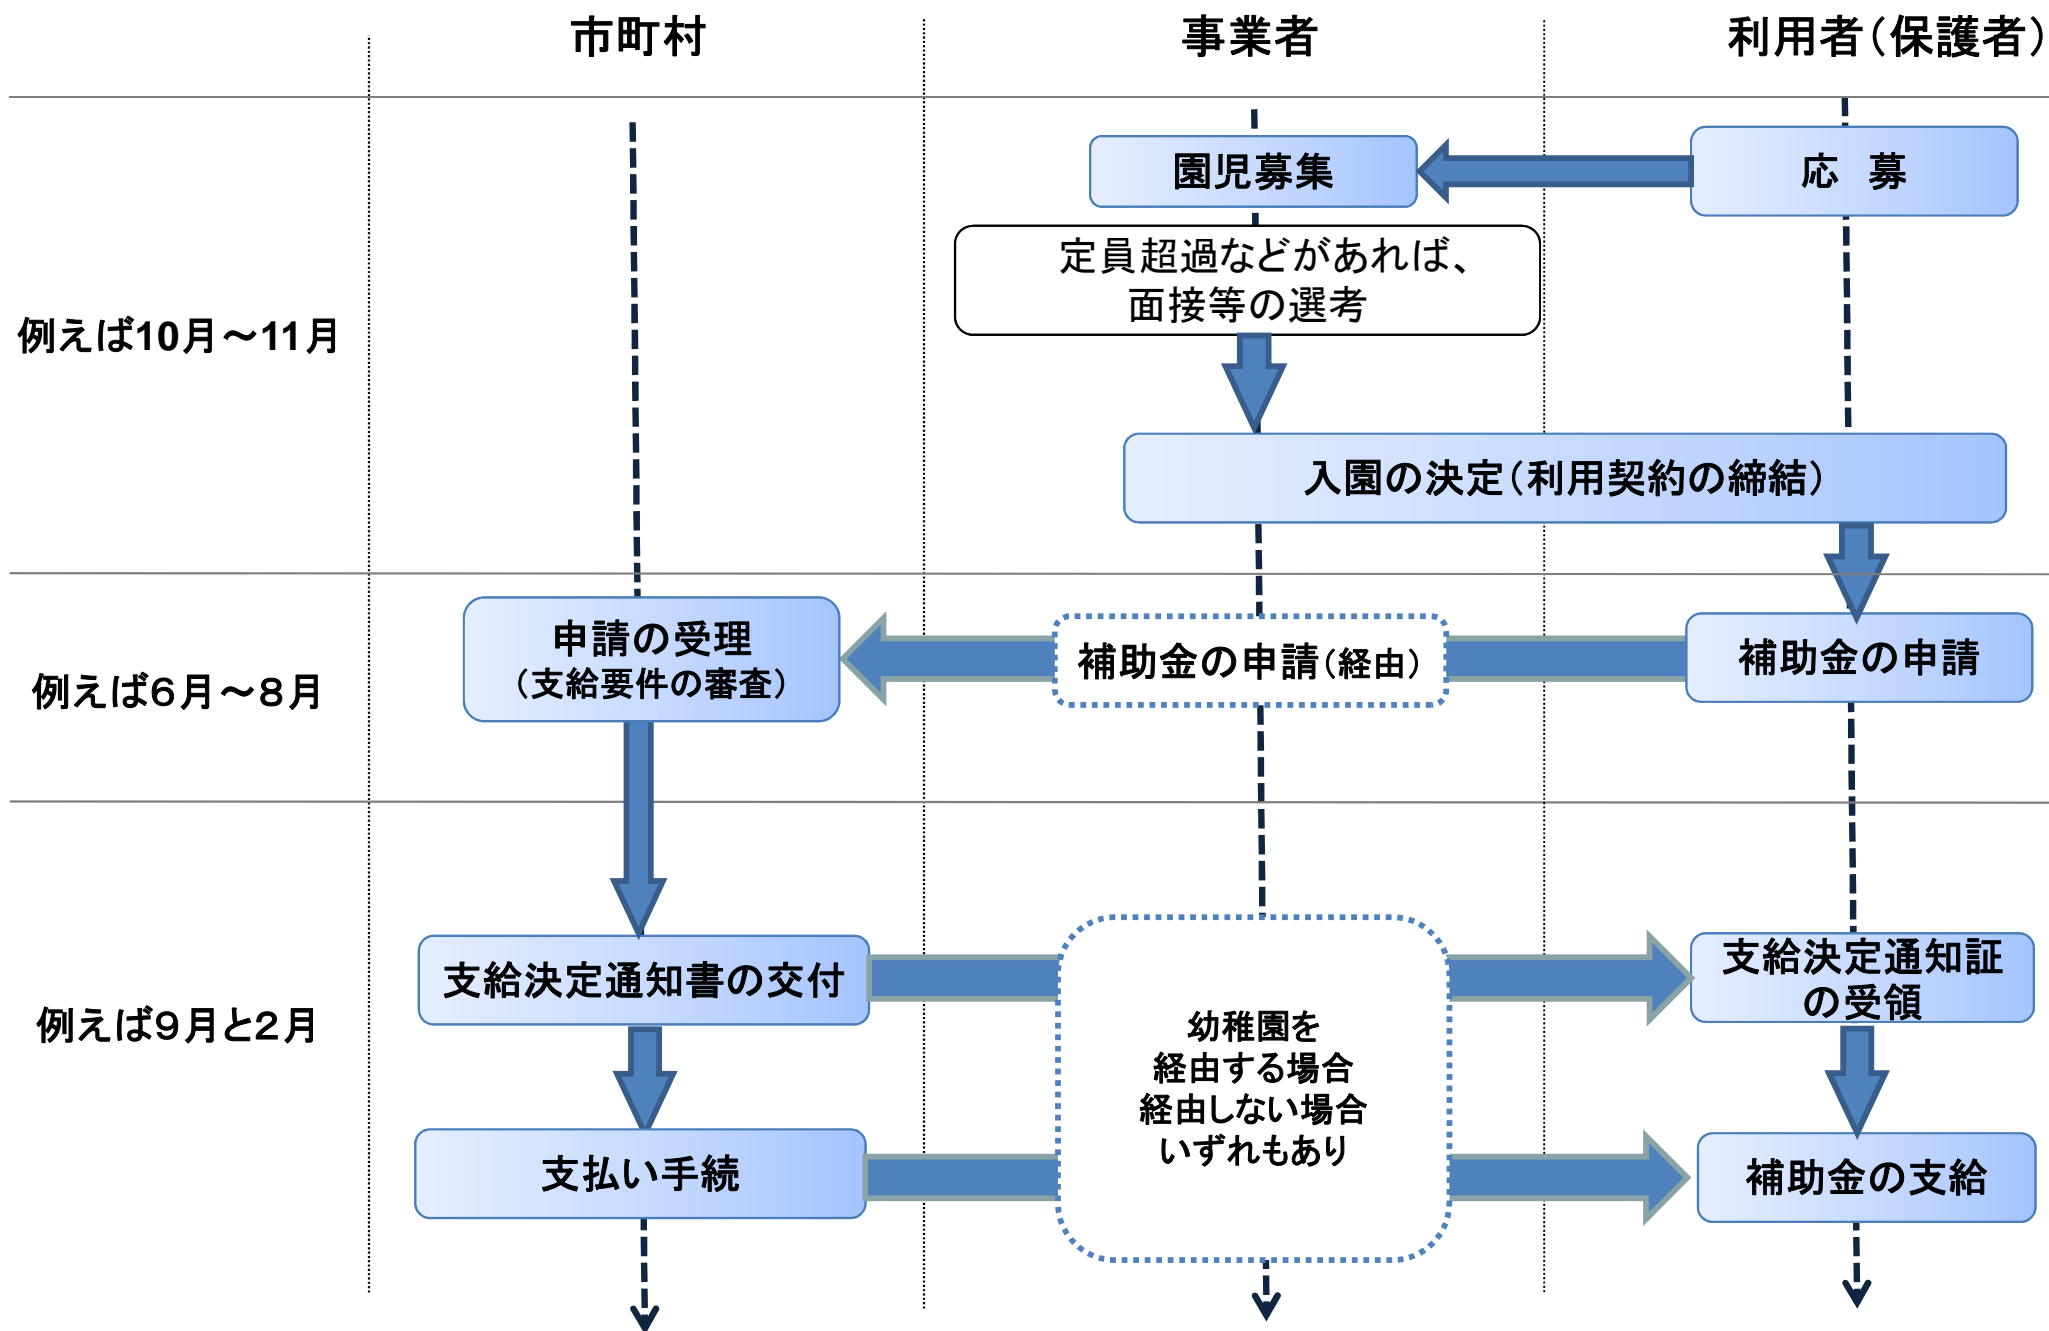 市町村
事業者
利用者（保護者）
例えば10月～11月
園児募集
応　募
定員超過などがあれば、
面接等の選考
入園の決定（利用契約の締結）
例えば６月～８月
申請の受理
（支給要件の審査）
補助金の申請（経由）
補助金の申請
例えば９月と２月
支給決定通知書の交付
支給決定通知証
の受領
幼稚園を
経由する場合
経由しない場合
いずれもあり
支払い手続
補助金の支給